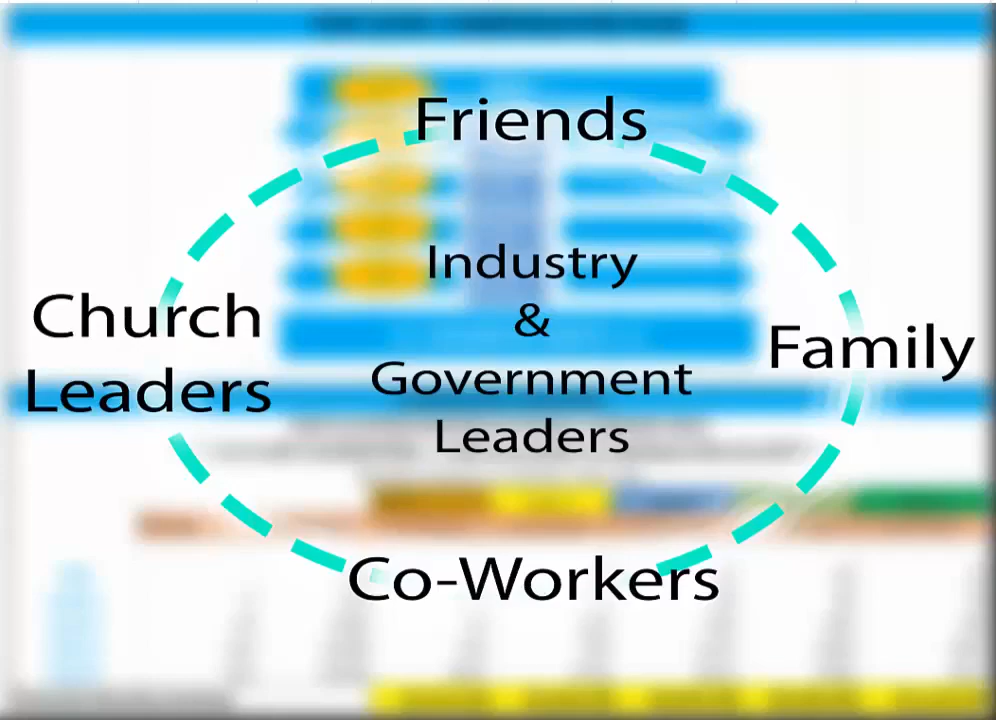 Friends
Industry
&
Government
Leaders
Church
Leaders
Family
Co-Workers